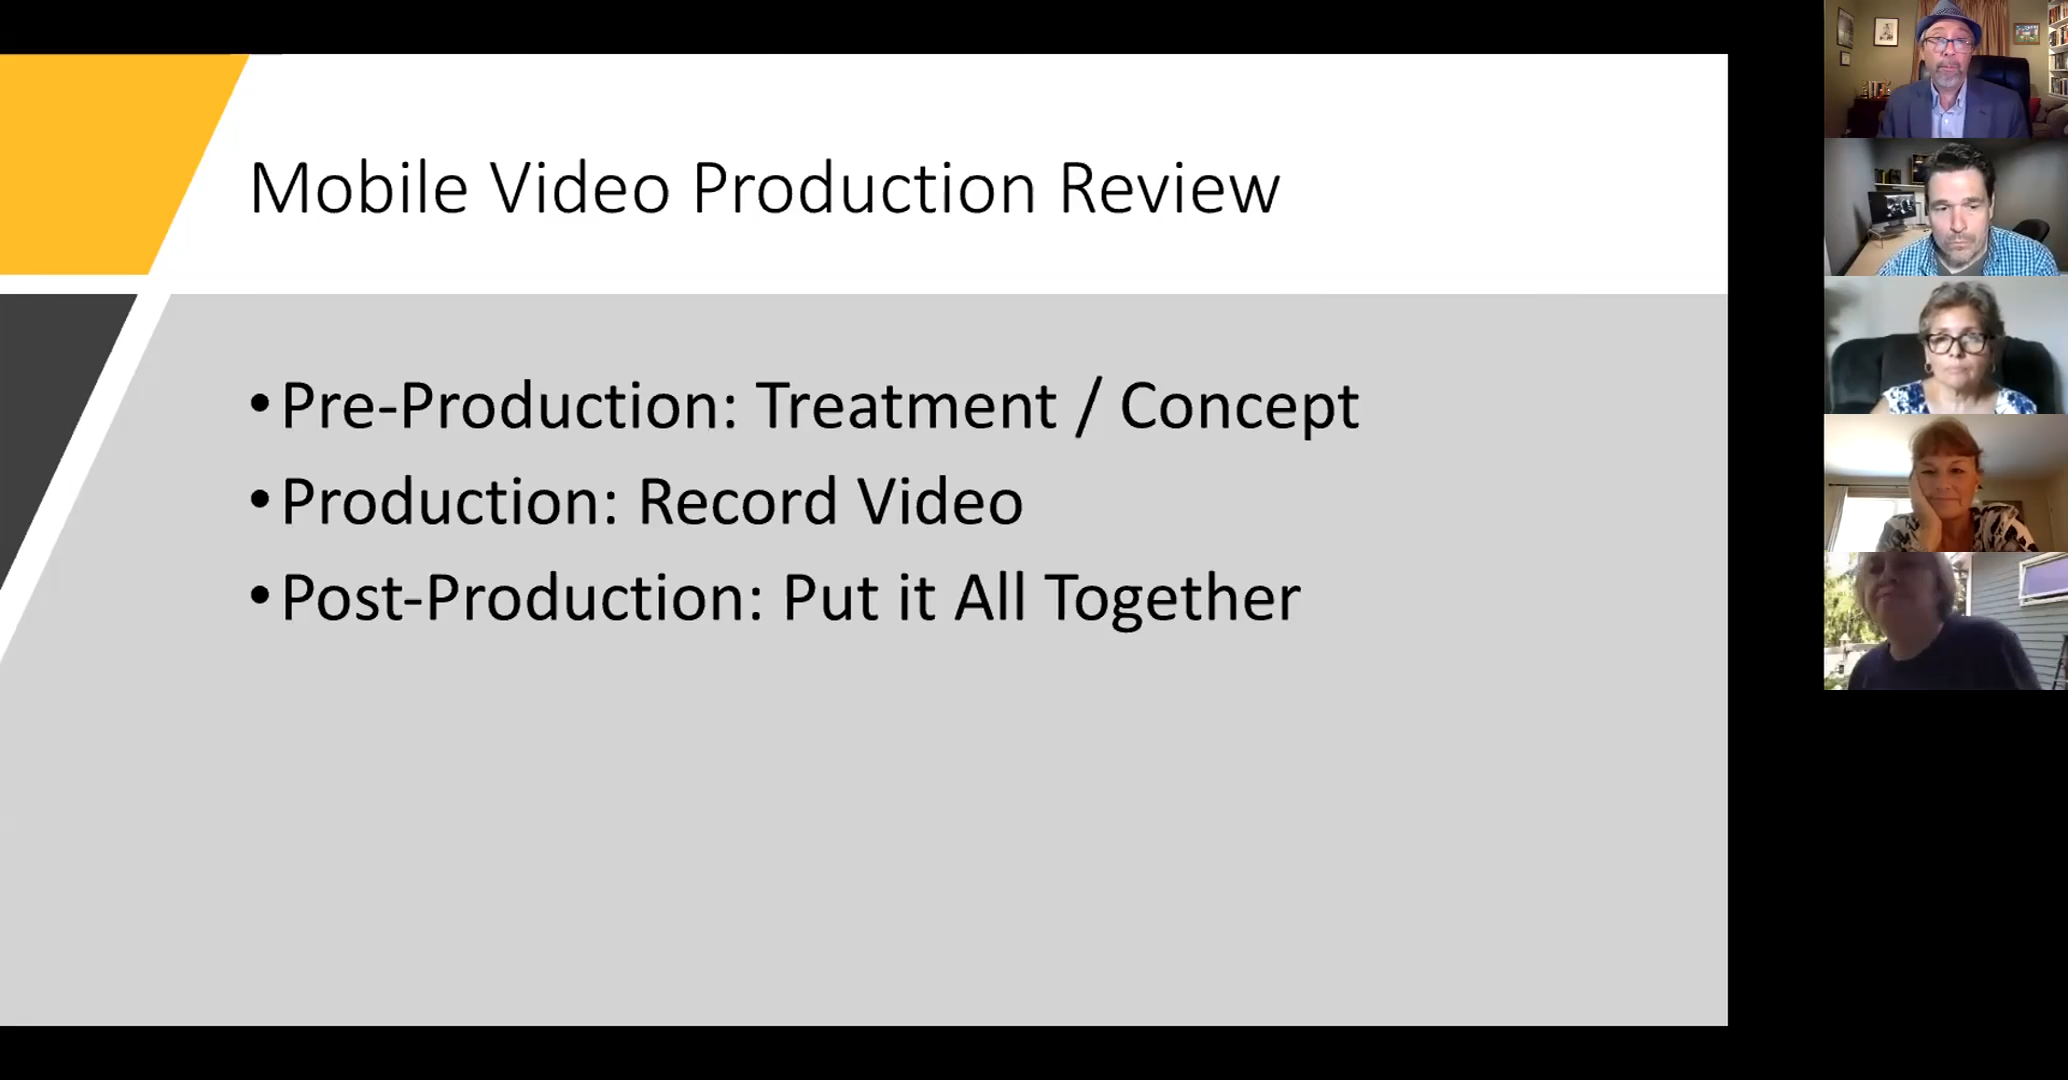 Mobile Video Production Review
•Pre-Production: Treatment / Concept
•Production: Record Video
•Post-Production: Put it All Together